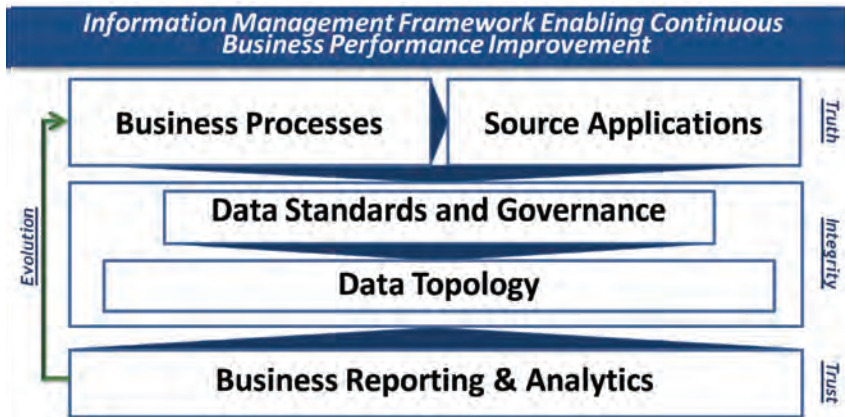 Information Management Framework Enabling Continuous
Business Performance Improvement
Business Processes
Source Applications
Truth
Data Standards and Governance
Data Topology
Integrity
Evolution
Business Reporting & Analytics
Trust